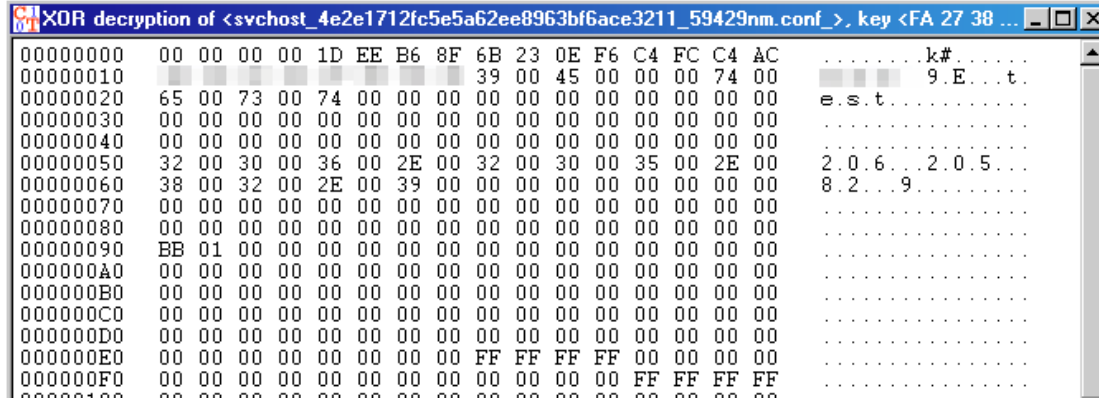 XOR decryption of <svchost_4e2e1712fc5e5a62ee8963bf6ace3211_59429nm.conf_>, key <FA 27 38 ...
00000000 00 00 00 00 1D EE B6 8F 6B 23 0E F6 C4 FC C4 AC ........k#......
00000010 39 00 45 00 00 00 74 00 9.E...t.
00000020 65 00 73 00 74 00 00 00 00 00 00 00 00 00 00 00 e.s.t...........
00000030 00 00 00 00 00 00 00 00 00 00 00 00 00 00 00 00 ................
00000040 00 00 00 00 00 00 00 00 00 00 00 00 00 00 00 00 ................
00000050 32 00 30 00 36 00 2E 00 32 00 30 00 35 00 2E 00 2.0.6...2.0.5...
00000060 38 00 32 00 2E 00 39 00 00 00 00 00 00 00 00 00 8.2...9.........
00000070 00 00 00 00 00 00 00 00 00 00 00 00 00 00 00 00 ................
00000080 00 00 00 00 00 00 00 00 00 00 00 00 00 00 00 00 ................
00000090 BB 01 00 00 00 00 00 00 00 00 00 00 00 00 00 00 ................
000000A0 00 00 00 00 00 00 00 00 00 00 00 00 00 00 00 00 ................
000000B0 00 00 00 00 00 00 00 00 00 00 00 00 00 00 00 00 ................
000000C0 00 00 00 00 00 00 00 00 00 00 00 00 00 00 00 00 ................
000000D0 00 00 00 00 00 00 00 00 00 00 00 00 00 00 00 00 ................
000000E0 00 00 00 00 00 00 00 00 FF FF FF FF 00 00 00 00 ................
000000F0 00 00 00 00 00 00 00 00 00 00 00 00 FF FF FF FF ................